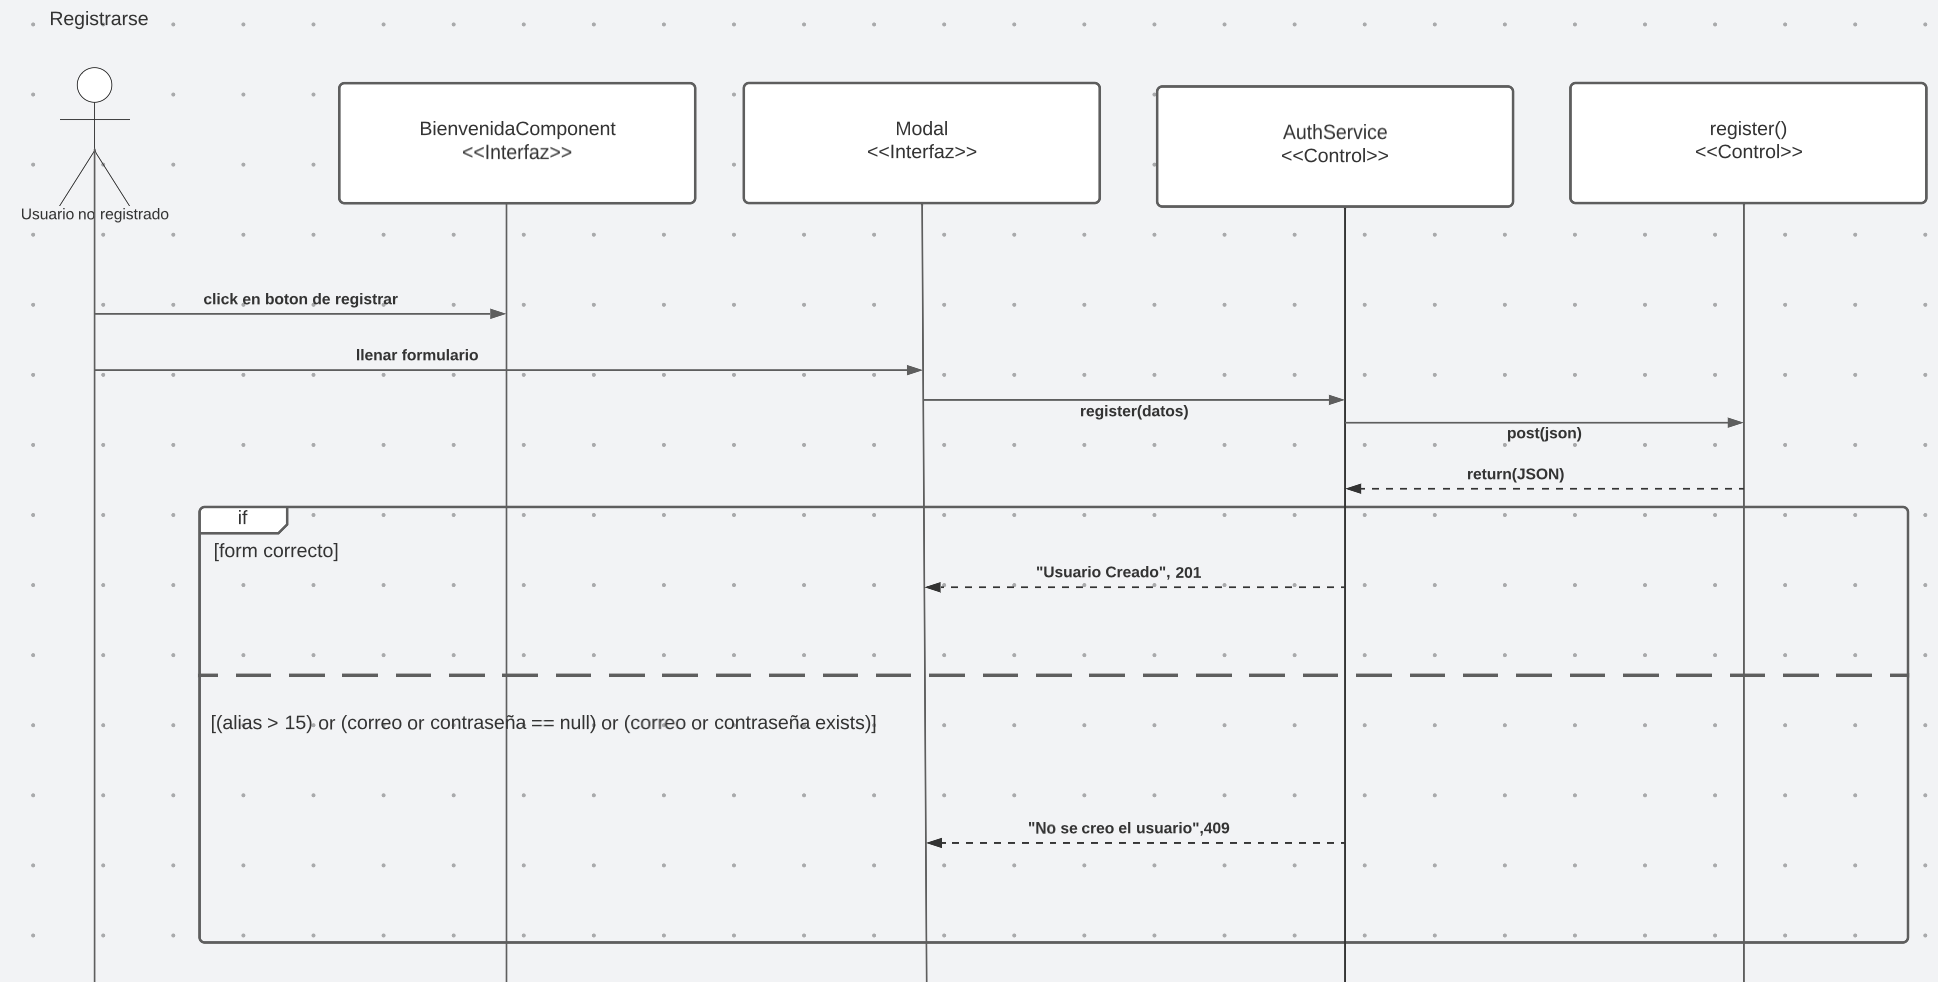 Registrarse
Usuario no registrado
BienvenidaComponent
<<Interfaz>>
Modal
<<Interfaz>>
AuthService
<<Control>>
register()
<<Control>>
click en boton de registrar
llenar formulario
register(datos)
post(json)
return(JSON)
if
[form correcto]
"Usuario Creado", 201
[(alias > 15) or (correo or contraseña == null) or (correo or contraseña exists)]
"No se creo el usuario",409